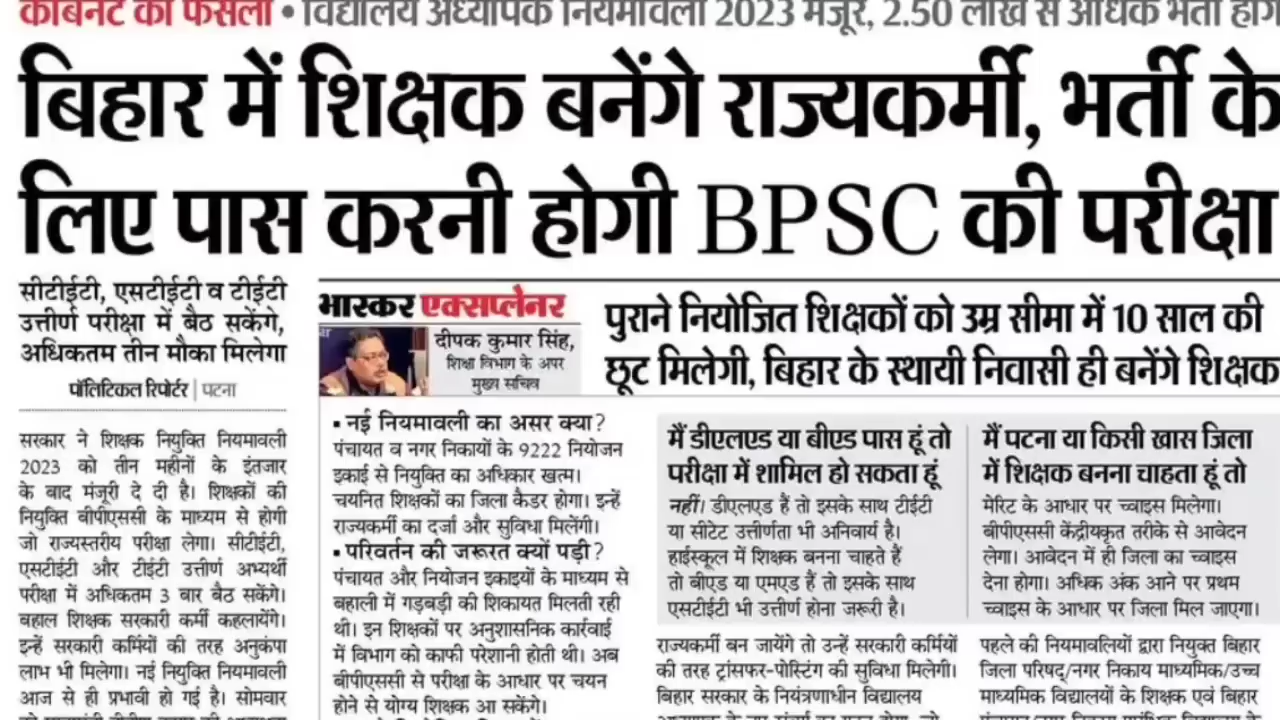 कैबिनेट का फैसला • विद्यालय अध्यापक नियमावली 2023 मंजूर, 2.50 लाख से अधिक भर्ती होगी
बिहार में शिक्षक बनेंगे राज्यकर्मी, भर्ती के
लिए पास करनी होगी BPSC की परीक्षा
सीटीईटी, एसटीईटी व टीईटी
उत्तीर्ण परीक्षा में बैठ सकेंगे,
अधिकतम तीन मौका मिलेगा
पॉलिटिकल रिपोर्टर | पटना
सरकार ने शिक्षक नियुक्ति नियमावली
2023 को तीन महीनों के इंतजार
के बाद मंजूरी दे दी है। शिक्षकों की
नियुक्ति बीपीएससी के माध्यम से होगी
जो राज्यस्तरीय परीक्षा लेगा। सीटीईटी,
एसटीईटी और टीईटी उत्तीर्ण अभ्यर्थी
परीक्षा में अधिकतम 3 बार बैठ सकेंगे।
बहाल शिक्षक सरकारी कर्मी कहलायेंगे।
इन्हें सरकारी कर्मियों की तरह अनुकंपा
लाभ भी मिलेगा। नई नियुक्ति नियमावली
आज से ही प्रभावी हो गई है। सोमवार
भास्कर एक्सप्लेनर
दीपक कुमार सिंह,
शिक्षा विभाग के अपर
मुख्य सचिव
पुराने नियोजित शिक्षकों को उम्र सीमा में 10 साल की
छूट मिलेगी, बिहार के स्थायी निवासी ही बनेंगे शिक्षक
▪ नई नियमावली का असर क्या?
पंचायत व नगर निकायों के 9222 नियोजन
इकाई से नियुक्ति का अधिकार खत्म।
चयनित शिक्षकों का जिला कैडर होगा। इन्हें
राज्यकर्मी का दर्जा और सुविधा मिलेंगी।
▪ परिवर्तन की जरूरत क्यों पड़ी?
पंचायत और नियोजन इकाइयों के माध्यम से
बहाली में गड़बड़ी की शिकायत मिलती रही
थी। इन शिक्षकों पर अनुशासनिक कार्रवाई
में विभाग को काफी परेशानी होती थी। अब
बीपीएससी से परीक्षा के आधार पर चयन
होने से योग्य शिक्षक आ सकेंगे।
मैं डीएलएड या बीएड पास हूं तो
परीक्षा में शामिल हो सकता हूं
नहीं। डीएलएड हैं तो इसके साथ टीईटी
या सीटेट उत्तीर्णता भी अनिवार्य है।
हाईस्कूल में शिक्षक बनना चाहते हैं
तो बीएड या एमएड हैं तो इसके साथ
एसटीईटी भी उत्तीर्ण होना जरूरी है।
राज्यकर्मी बन जायेंगे तो उन्हें सरकारी कर्मियों
की तरह ट्रांसफर-पोस्टिंग की सुविधा मिलेगी।
बिहार सरकार के नियंत्रणाधीन विद्यालय
मैं पटना या किसी खास जिला
में शिक्षक बनना चाहता हूं तो
मेरिट के आधार पर च्वाइस मिलेगा।
बीपीएससी केंद्रीयकृत तरीके से आवेदन
लेगा। आवेदन में ही जिला का च्वाइस
देना होगा। अधिक अंक आने पर प्रथम
च्वाइस के आधार पर जिला मिल जाएगा।
पहले की नियमावलियों द्वारा नियुक्त बिहार
जिला परिषद्/नगर निकाय माध्यमिक/उच्च
माध्यमिक विद्यालयों के शिक्षक एवं बिहार